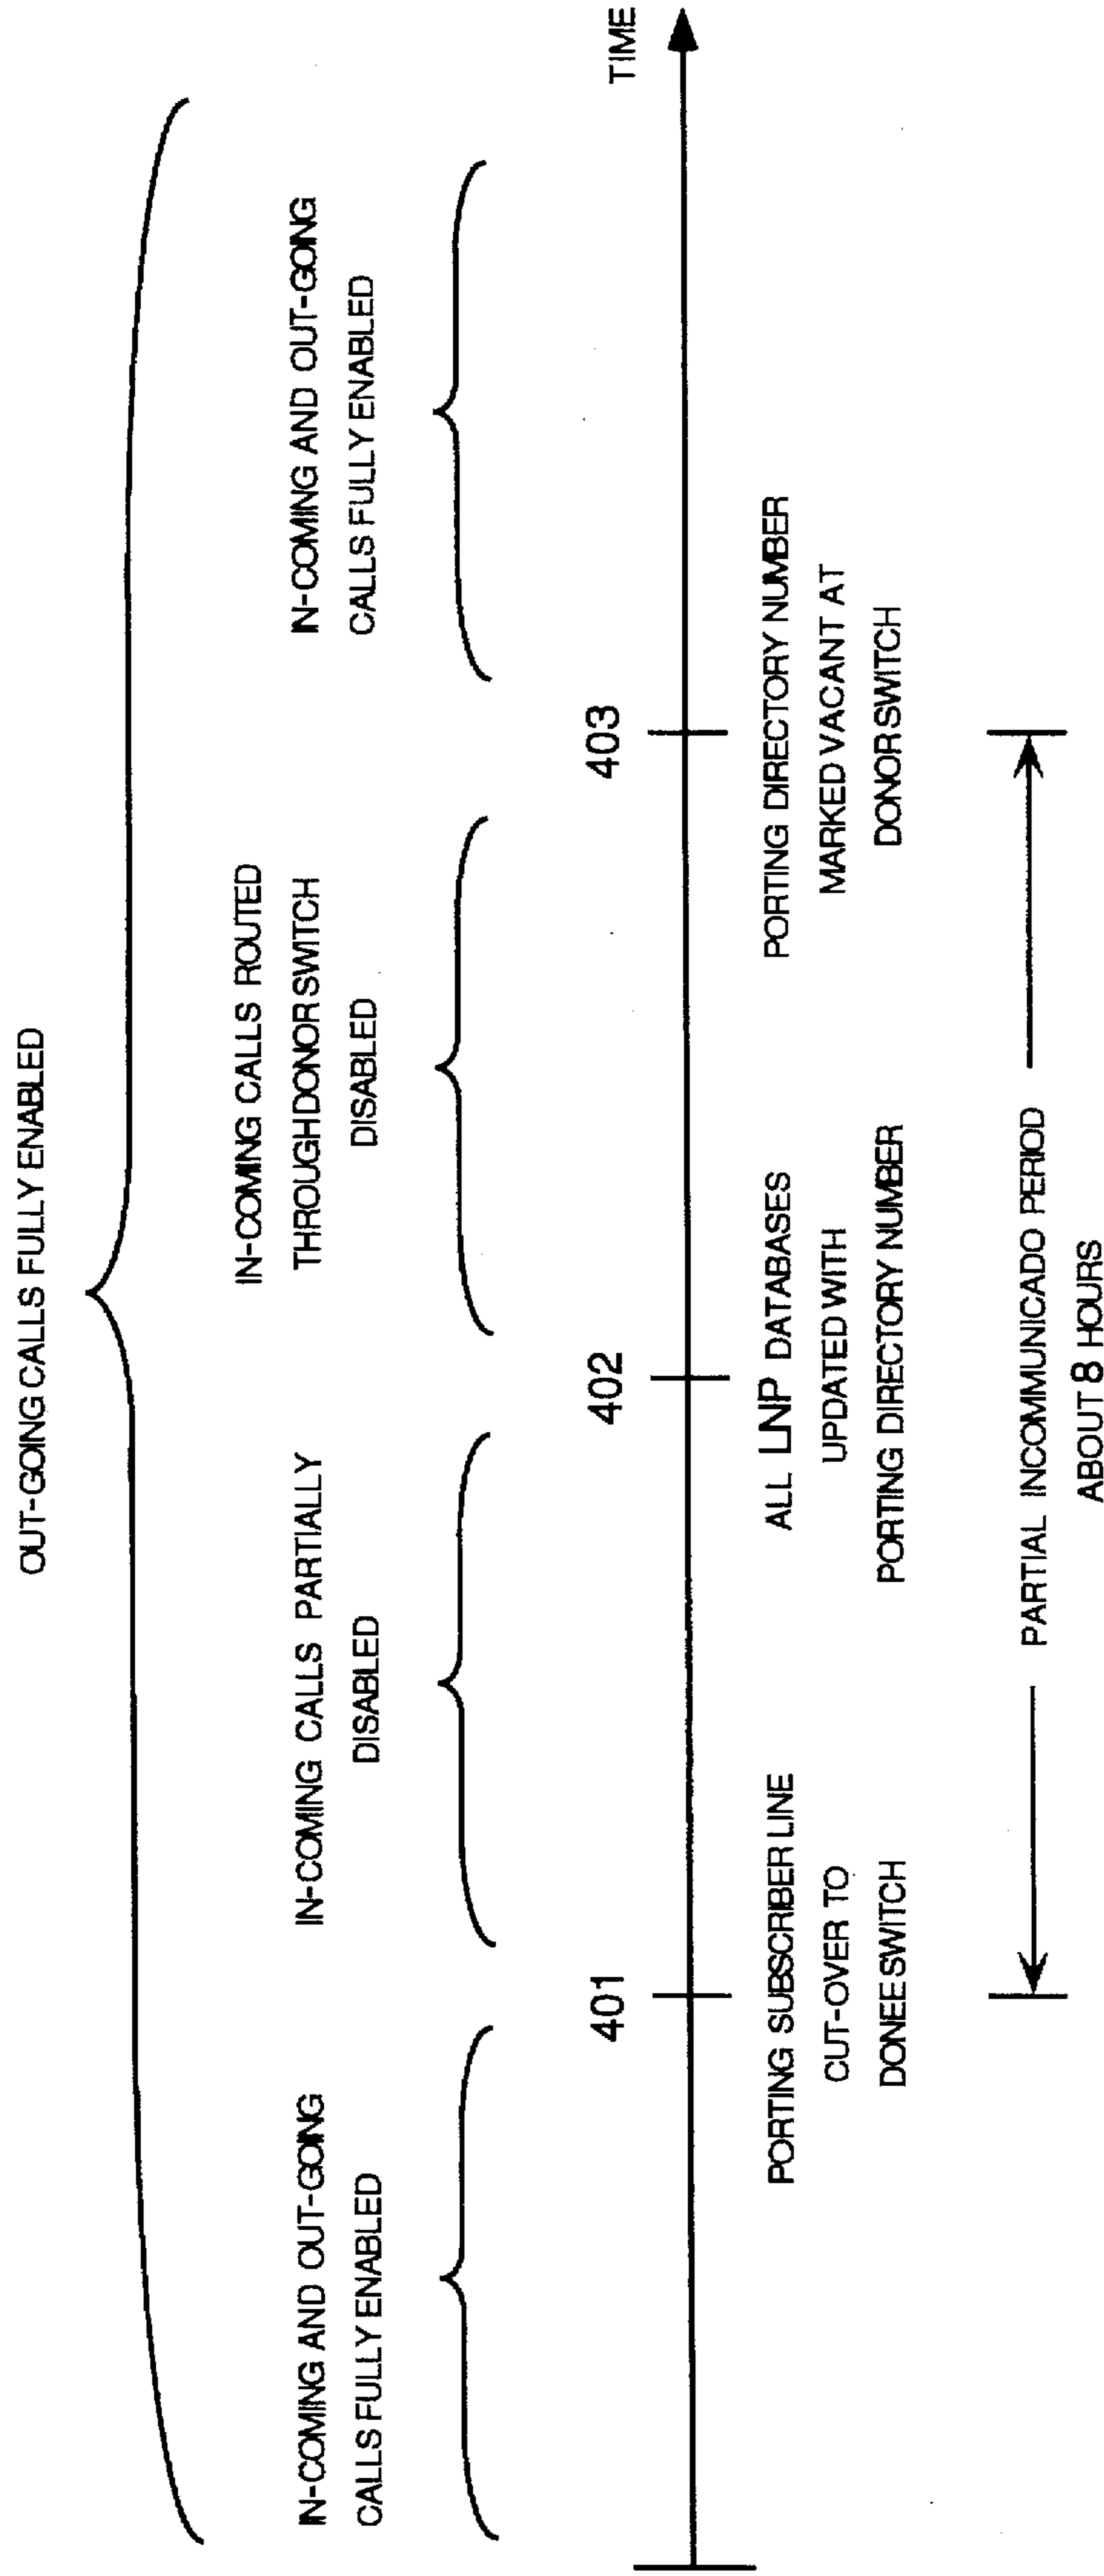 OUT-GOING CALLS FULLY ENABLED
IN-COMING AND OUT-GOING
CALLS FULLY ENABLED
IN-COMING CALLS PARTIALLY
DISABLED
IN-COMING CALLS ROUTED
THROUGH DONOR SWITCH
DISABLED
IN-COMING AND OUT-GOING
CALLS FULLY ENABLED
401
402
403
TIME
PORTING SUBSCRIBER LINE
CUT-OVER TO
DONEE SWITCH
ALL LNP DATABASES
UPDATED WITH
PORTING DIRECTORY NUMBER
PORTING DIRECTORY NUMBER
MARKED VACANT AT
DONOR SWITCH
PARTIAL INCOMMUNICADO PERIOD
ABOUT 8 HOURS